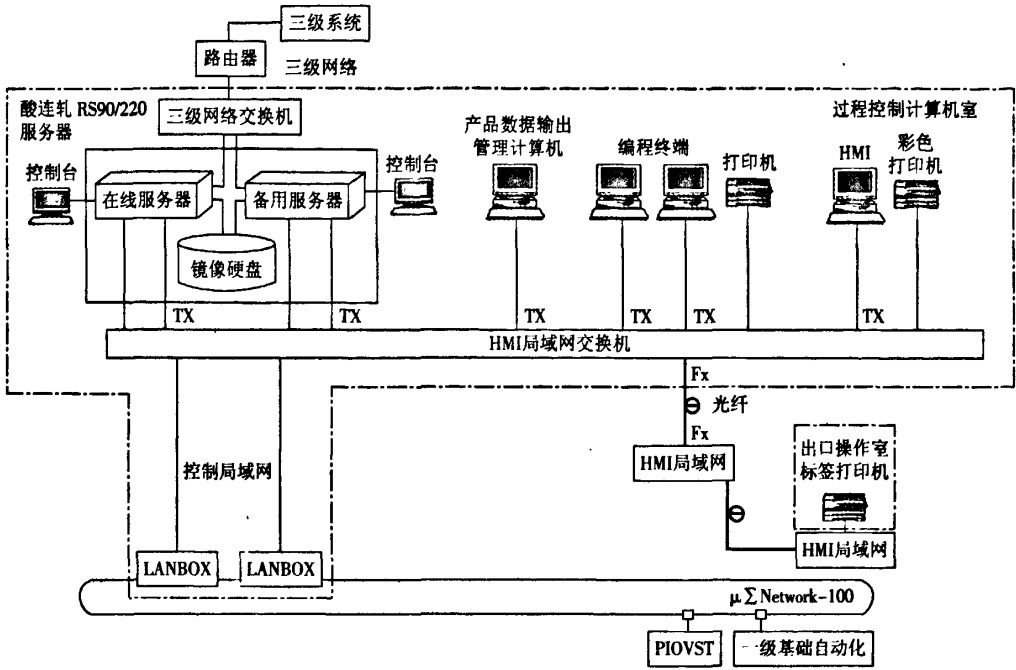 三级系统
路由器
三级网络
酸连轧 RS90/220
服务器
三级网络交换机
过程控制计算机室
产品数据输出
管理计算机
编程终端
打印机
HMI
彩色
打印机
控制台
控制台
在线服务器
备用服务器
镜像硬盘
TX
TX
TX
TX
TX
TX
HMI局域网交换机
Fx
光纤
Fx
控制局域网
HMI局域网
出口操作室
标签打印机
HMI局域网
LANBOX
LANBOX
μ∑Network-100
PIOVST
一级基础自动化